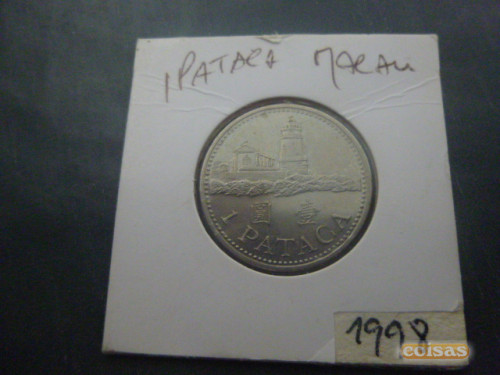 1 PATACA MACAU
圓 壹
1 PATACA
1998
coisas